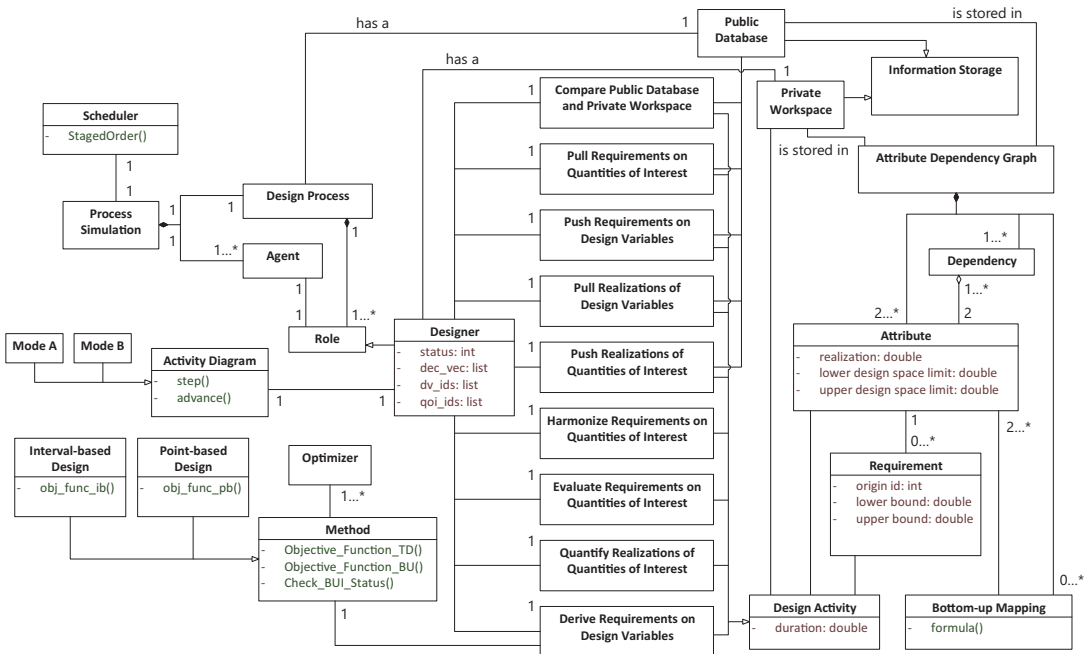 has a
1
Public
Database
is stored in
has a
1
Information Storage
Private
Workspace
is stored in
Attribute Dependency Graph
Scheduler
- StagedOrder()
1
1
Process
Simulation
1
1
1
1...*
Design Process
1
Agent
1
1
1...*
Role
Mode A
Mode B
Activity Diagram
- step()
- advance()
1
1
Designer
- status: int
- dec_vec: list
- dv_ids: list
- qoi_ids: list
Interval-based
Design
- obj_func_ib()
Point-based
Design
- obj_func_pb()
Optimizer
1...*
Method
- Objective_Function_TD()
- Objective_Function_BU()
- Check_BUI_Status()
1
1
Compare Public Database
and Private Workspace
1
Pull Requirements on
Quantities of Interest
1
Push Requirements on
Design Variables
1
Pull Realizations of
Design Variables
1
Push Realizations of
Quantities of Interest
1
Harmonize Requirements on
Quantities of Interest
1
Evaluate Requirements on
Quantities of Interest
1
Quantify Realizations of
Quantities of Interest
1
Derive Requirements on
Design Variables
1...*
Dependency
1...*
2...*
2
Attribute
- realization: double
- lower design space limit: double
- upper design space limit: double
1
2...*
0...*
Requirement
- origin id: int
- lower bound: double
- upper bound: double
0...*
Design Activity
- duration: double
Bottom-up Mapping
- formula()